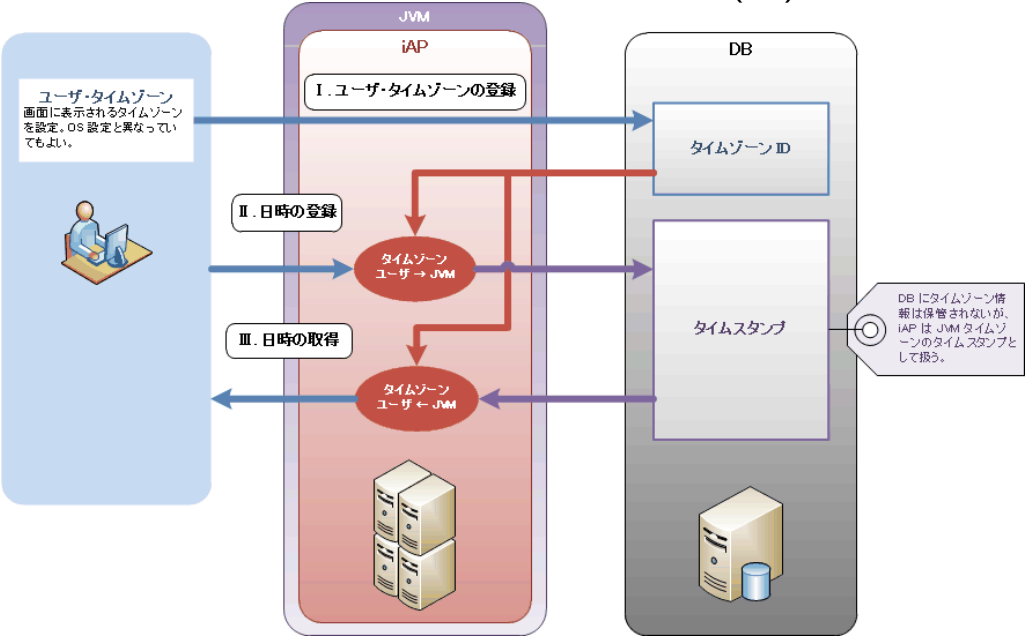 JVM
iAP
DB
ユーザ・タイムゾーン
画面に表示されるタイムゾーン
を設定。OS 設定と異なってい
てもよい。
Ⅰ. ユーザ・タイムゾーンの登録
タイムゾーン ID
Ⅱ. 日時の登録
タイムゾーン
ユーザ → JVM
タイムスタンプ
DB にタイムゾーン情
報は保管されないが、
iAP は JVM タイムゾ
ーンのタイムスタンプと
して扱う。
Ⅲ. 日時の取得
タイムゾーン
ユーザ ← JVM